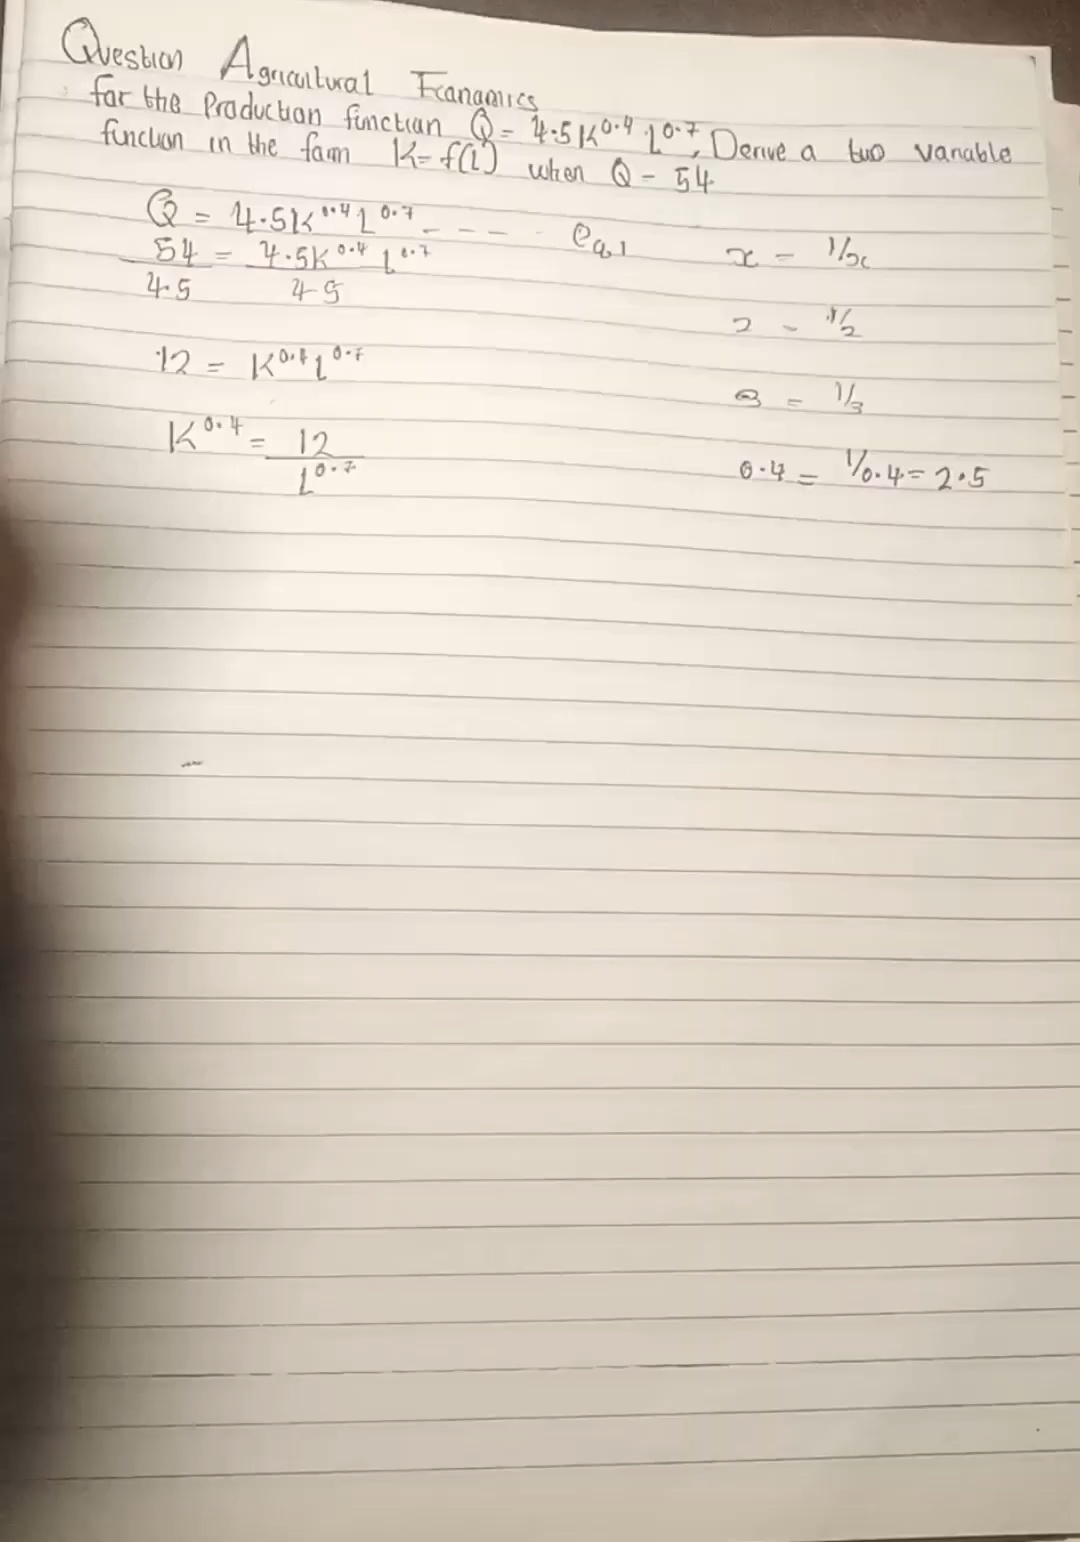 Question Agricultural Economics
for the Production function Q = 4.5K^0.4 L^0.7, Derive a two variable
function in the form K = f(L) when Q - 54
Q = 4.5K^0.4 L^0.7 - - - - - eq1
54 = 4.5K^0.4 L^0.7
4.5 4.5
12 = K^0.4 L^0.7
K^0.4 = 12
L^0.7
x - 1/x
2 - 1/2
3 = 1/3
0.4 = 1/0.4 = 2.5